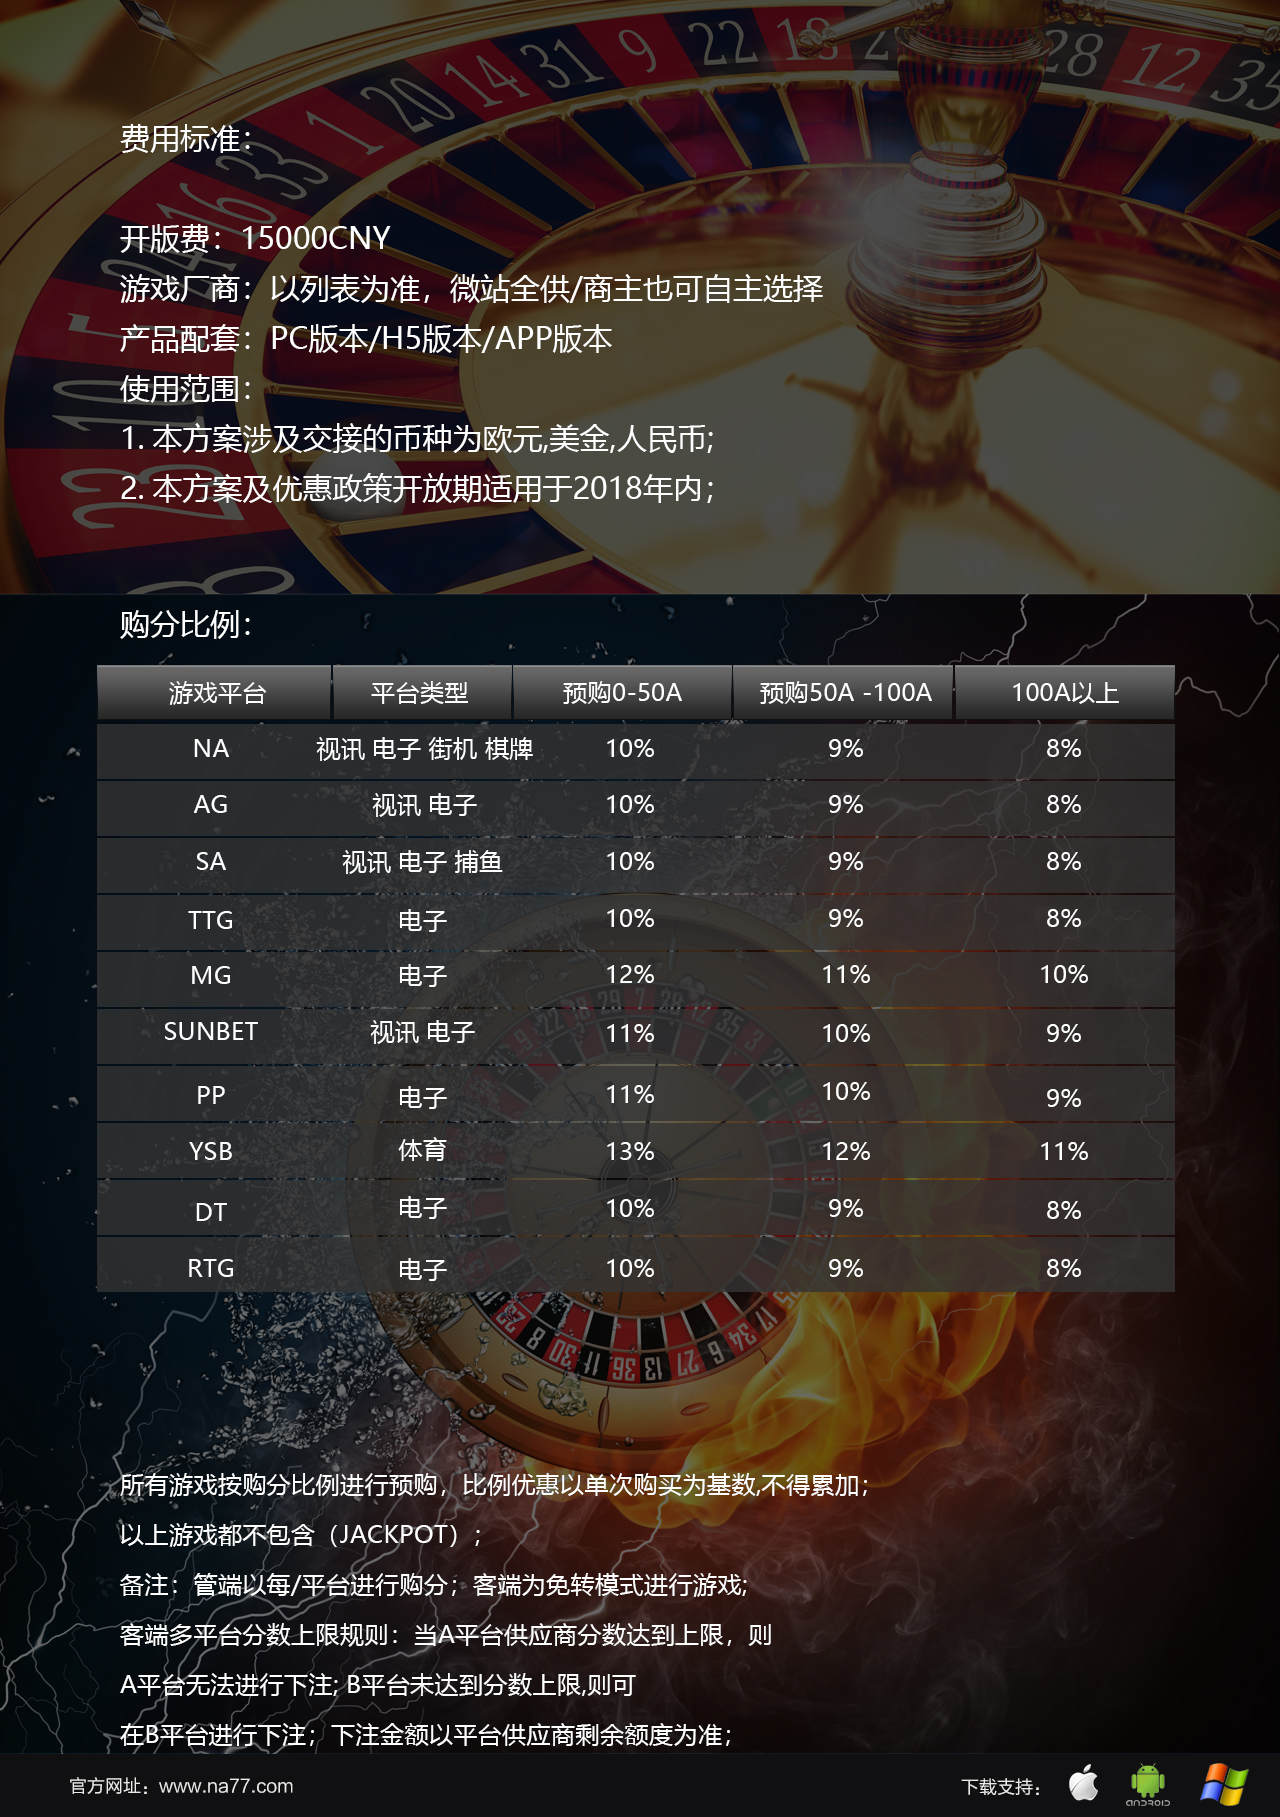 费用标准：
开版费：15000CNY
游戏厂商：以列表为准，微站全供/商主也可自主选择
产品配套：PC版本/H5版本/APP版本
使用范围：
1. 本方案涉及交接的币种为欧元,美金,人民币;
2. 本方案及优惠政策开放期适用于2018年内；
购分比例：
游戏平台 平台类型 预购0-50A 预购50A -100A 100A以上
NA 视讯 电子 街机 棋牌 10% 9% 8%
AG 视讯 电子 10% 9% 8%
SA 视讯 电子 捕鱼 10% 9% 8%
TTG 电子 10% 9% 8%
MG 电子 12% 11% 10%
SUNBET 视讯 电子 11% 10% 9%
PP 电子 11% 10% 9%
YSB 体育 13% 12% 11%
DT 电子 10% 9% 8%
RTG 电子 10% 9% 8%
所有游戏按购分比例进行预购，比例优惠以单次购买为基数,不得累加；
以上游戏都不包含（JACKPOT）；
备注：管端以每/平台进行购分；客端为免转模式进行游戏;
客端多平台分数上限规则：当A平台供应商分数达到上限，则
A平台无法进行下注; B平台未达到分数上限,则可
在B平台进行下注；下注金额以平台供应商剩余额度为准；
官方网址：www.na77.com
下载支持：
ANDROID